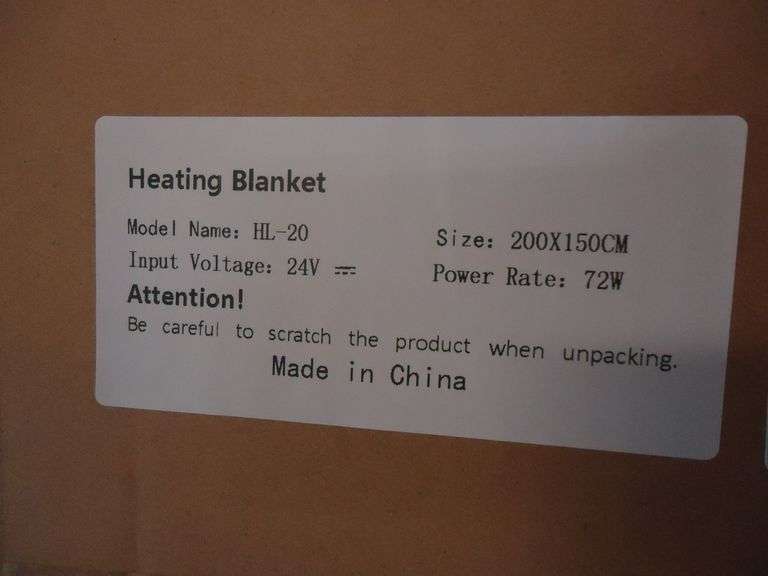 Heating Blanket
Model Name: HL-20 Size: 200X150CM
Input Voltage: 24V ⎓ Power Rate: 72W
Attention!
Be careful to scratch the product when unpacking.
Made in China